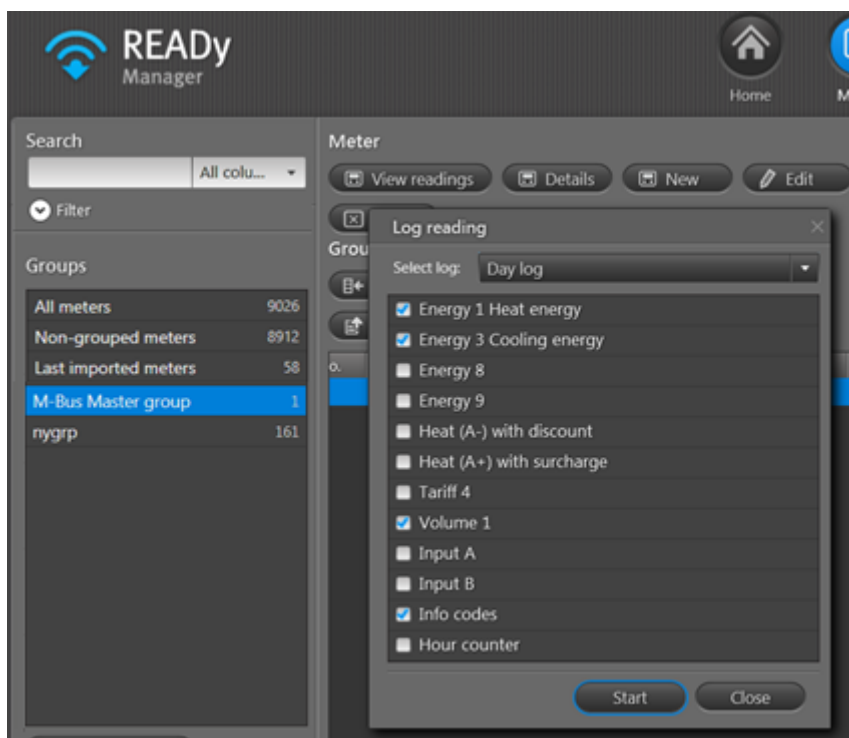 READy
Manager
Home
M
Search
All colu...
Filter
Groups
All meters 9026
Non-grouped meters 8912
Last imported meters 58
M-Bus Master group 1
nygrp 161
Meter
View readings Details New Edit
Grou
o.
Log reading
Select log: Day log
Energy 1 Heat energy
Energy 3 Cooling energy
Energy 8
Energy 9
Heat (A-) with discount
Heat (A+) with surcharge
Tariff 4
Volume 1
Input A
Input B
Info codes
Hour counter
Start Close